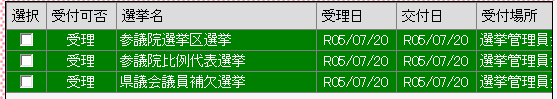 選択 受付可否 選挙名 受理日 交付日 受付場所
受理 参議院選挙区選挙 R05/07/20 R05/07/20 選挙管理員
受理 参議院比例代表選挙 R05/07/20 R05/07/20 選挙管理員
受理 県議会議員補欠選挙 R05/07/20 R05/07/20 選挙管理員